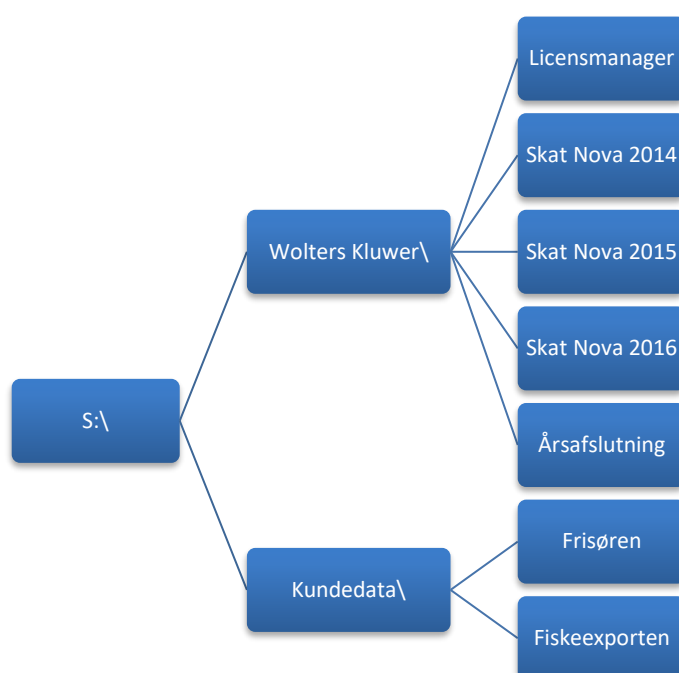 Licensmanager
Skat Nova 2014
Wolters Kluwer\
Skat Nova 2015
Skat Nova 2016
S:\
Årsafslutning
Frisøren
Kundedata\
Fiskeexporten